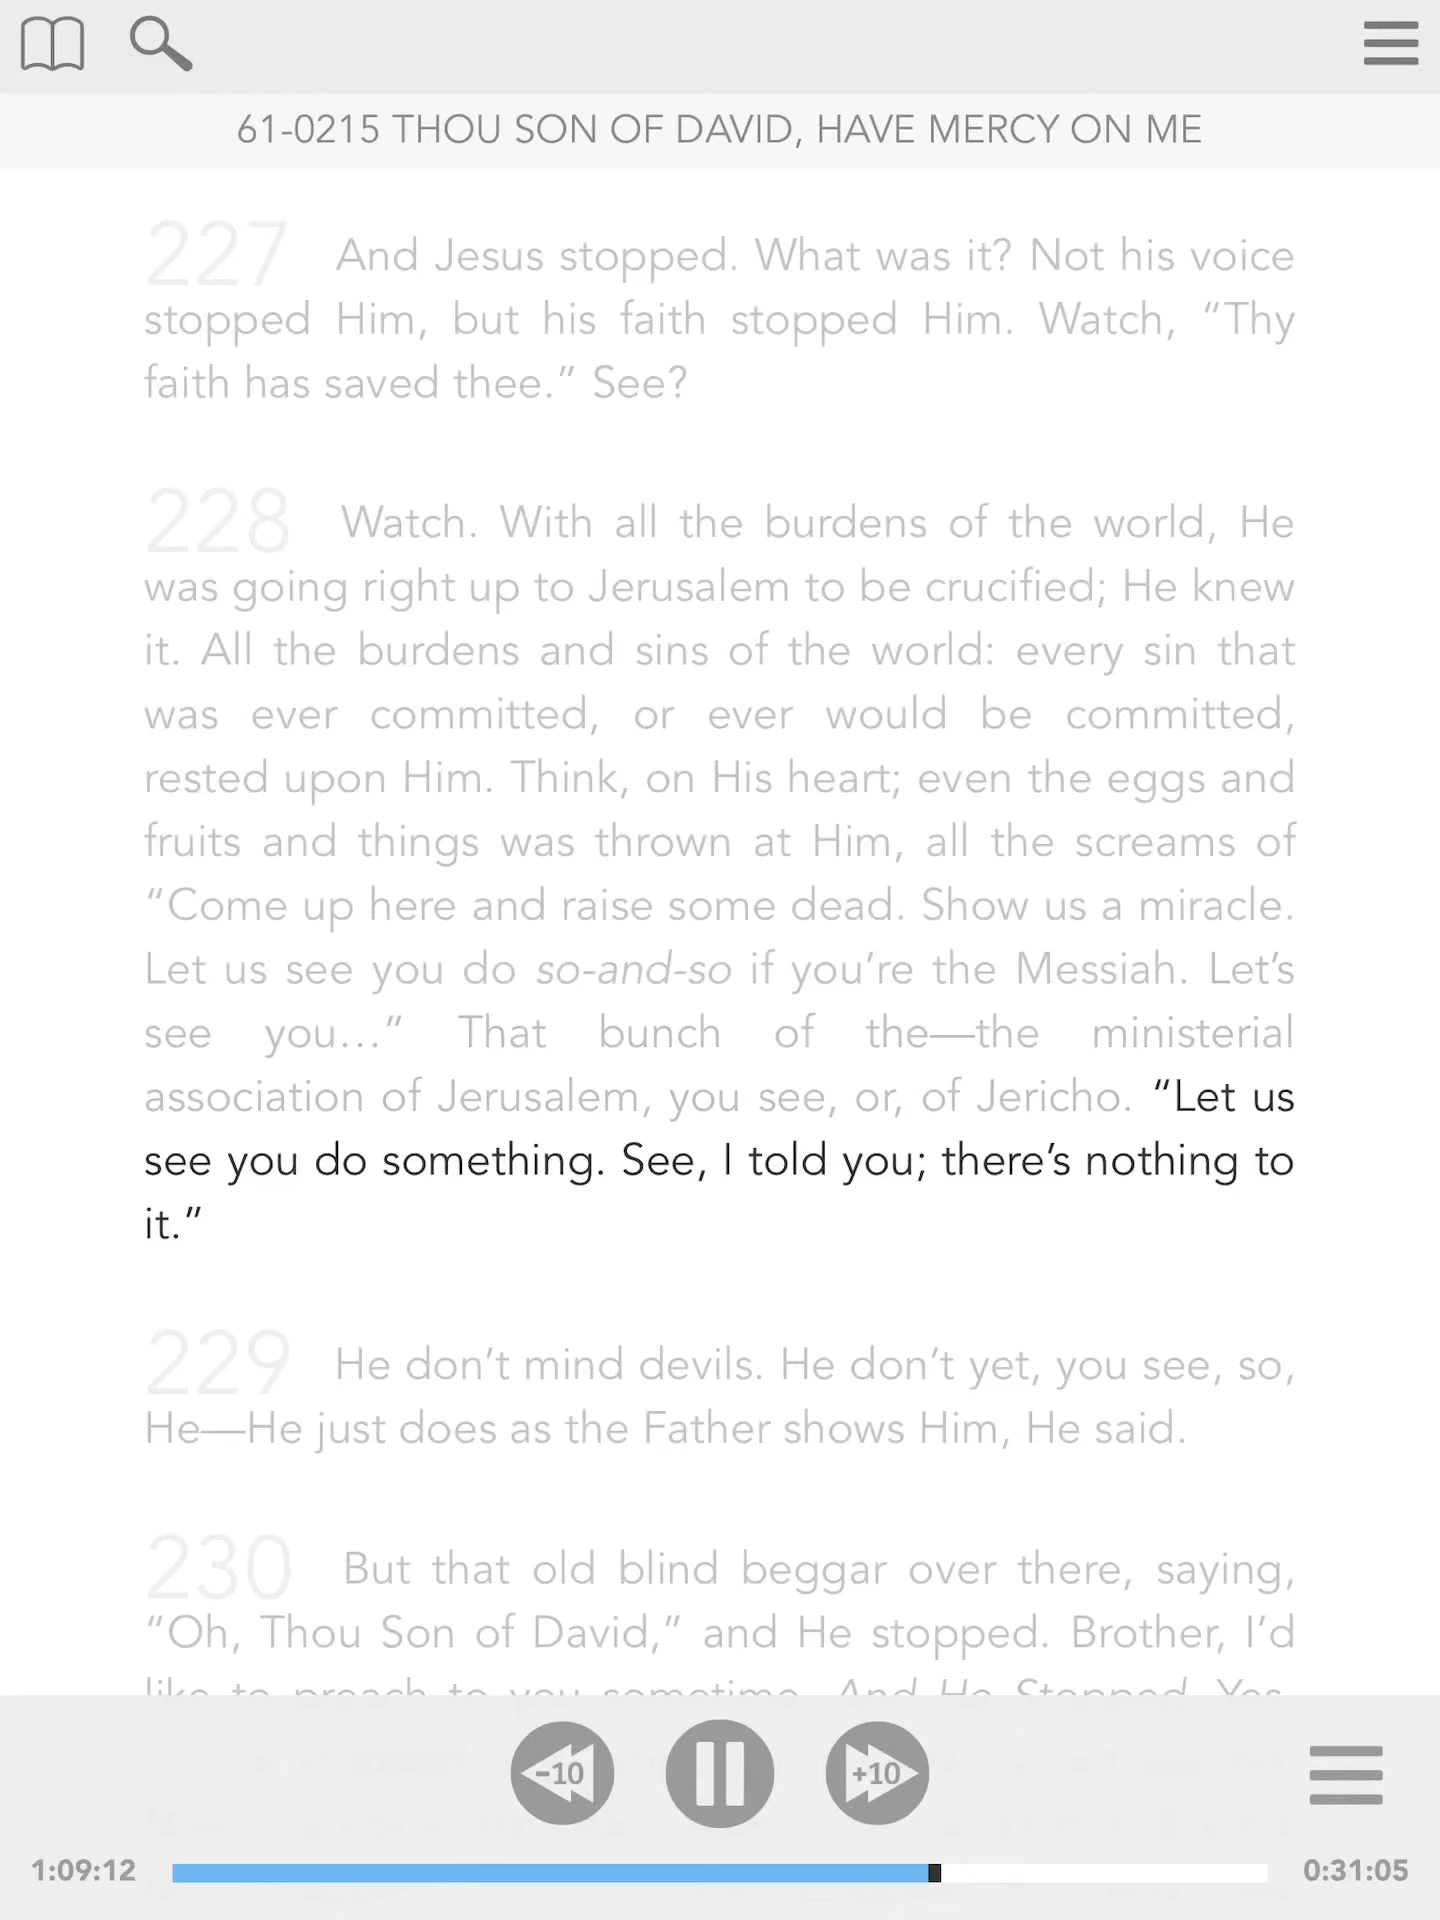 61-0215 THOU SON OF DAVID, HAVE MERCY ON ME
227 And Jesus stopped. What was it? Not his voice
stopped Him, but his faith stopped Him. Watch, “Thy
faith has saved thee.” See?
228 Watch. With all the burdens of the world, He
was going right up to Jerusalem to be crucified; He knew
it. All the burdens and sins of the world: every sin that
was ever committed, or ever would be committed,
rested upon Him. Think, on His heart; even the eggs and
fruits and things was thrown at Him, all the screams of
“Come up here and raise some dead. Show us a miracle.
Let us see you do so-and-so if you’re the Messiah. Let’s
see you…” That bunch of the—the ministerial
association of Jerusalem, you see, or, of Jericho. “Let us
see you do something. See, I told you; there’s nothing to
it.”
229 He don’t mind devils. He don’t yet, you see, so,
He—He just does as the Father shows Him, He said.
230 But that old blind beggar over there, saying,
“Oh, Thou Son of David,” and He stopped. Brother, I’d
like to preach to you sometime, And He Stopped. Yes.
-10 +10
1:09:12 0:31:05